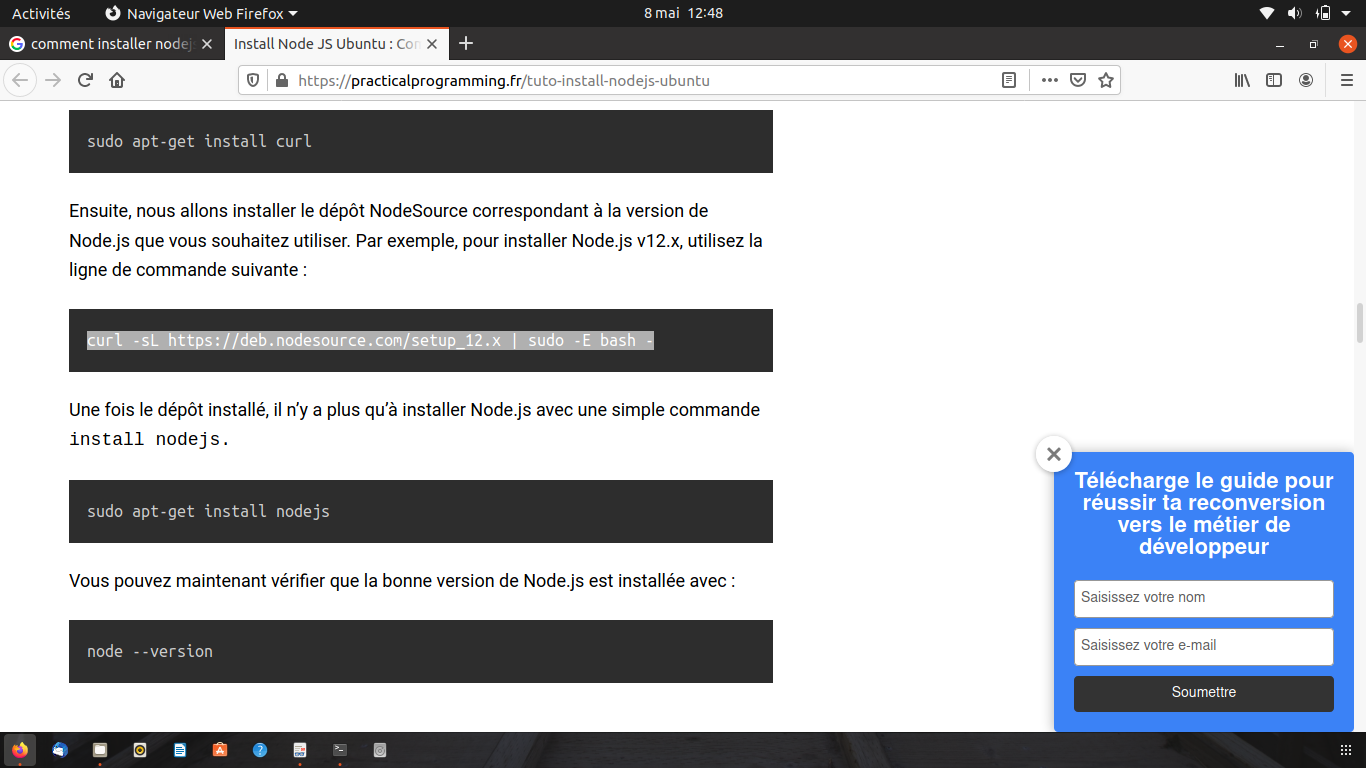 Activités
Navigateur Web Firefox
8 mai 12:48
comment installer nodej
Install Node JS Ubuntu : Con
https://practicalprogramming.fr/tuto-install-nodejs-ubuntu
sudo apt-get install curl
Ensuite, nous allons installer le dépôt NodeSource correspondant à la version de
Node.js que vous souhaitez utiliser. Par exemple, pour installer Node.js v12.x, utilisez la
ligne de commande suivante :
curl -sL https://deb.nodesource.com/setup_12.x | sudo -E bash -
Une fois le dépôt installé, il n’y a plus qu’à installer Node.js avec une simple commande
install nodejs.
sudo apt-get install nodejs
Vous pouvez maintenant vérifier que la bonne version de Node.js est installée avec :
node --version
Télécharge le guide pour
réussir ta reconversion
vers le métier de
développeur
Saisissez votre nom
Saisissez votre e-mail
Soumettre